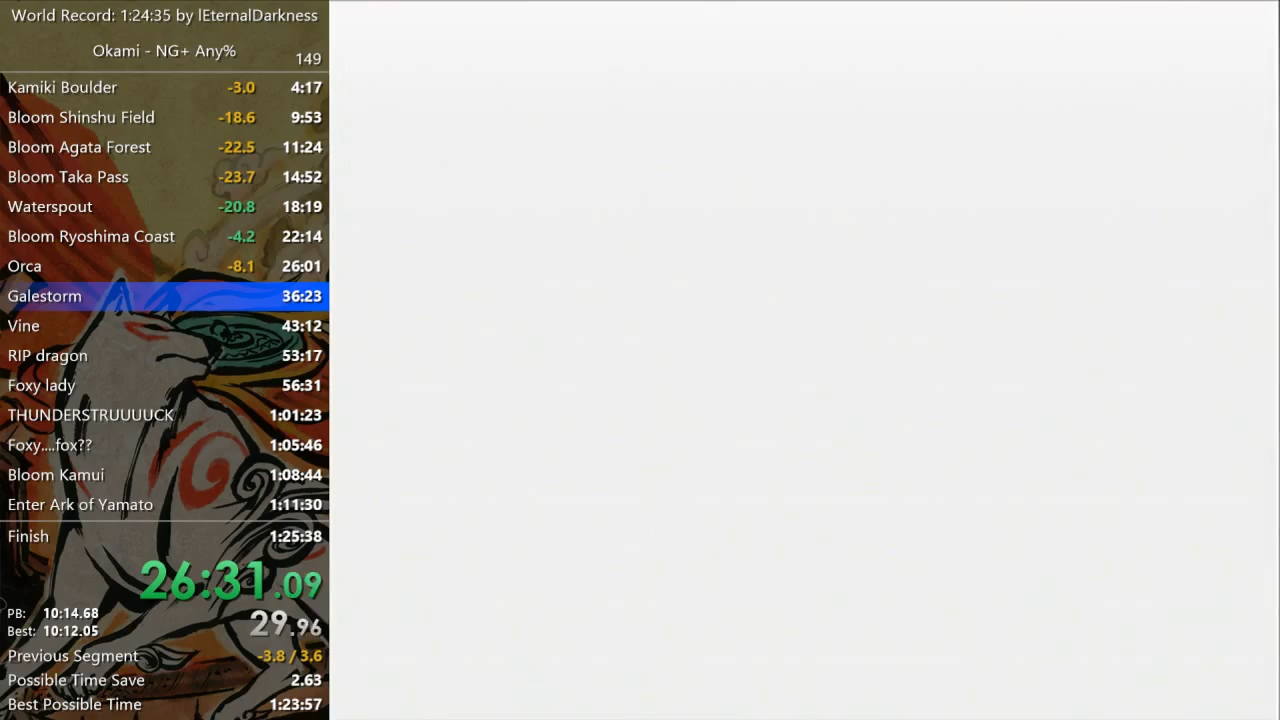 World Record: 1:24:35 by lEternalDarkness
Okami - NG+ Any%
149
Kamiki Boulder -3.0 4:17
Bloom Shinshu Field -18.6 9:53
Bloom Agata Forest -22.5 11:24
Bloom Taka Pass -23.7 14:52
Waterspout -20.8 18:19
Bloom Ryoshima Coast -4.2 22:14
Orca -8.1 26:01
Galestorm 36:23
Vine 43:12
RIP dragon 53:17
Foxy lady 56:31
THUNDERSTRUUUUCK 1:01:23
Foxy....fox?? 1:05:46
Bloom Kamui 1:08:44
Enter Ark of Yamato 1:11:30
Finish 1:25:38
26:31.09
PB: 10:14.68
Best: 10:12.05
29.96
Previous Segment -3.8 / 3.6
Possible Time Save 2.63
Best Possible Time 1:23:57